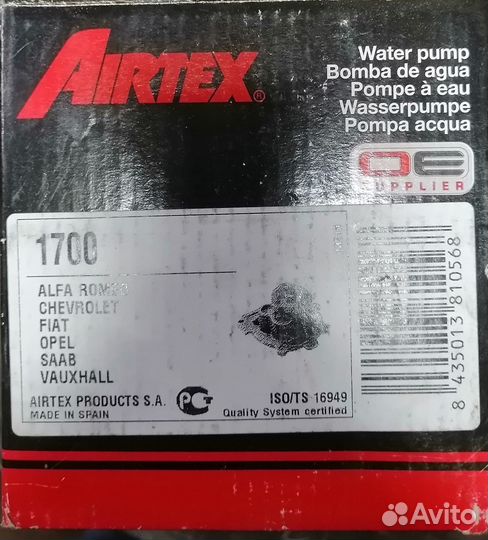 AIRTEX®
Water pump
Bomba de agua
Pompe à eau
Wasserpumpe
Pompa acqua
OE
SUPPLIER
1700
ALFA ROMEO
CHEVROLET
FIAT
OPEL
SAAB
VAUXHALL
AIRTEX PRODUCTS S.A.
MADE IN SPAIN
РСТ
ISO/TS 16949
Quality System certified
8 435013 810568
Avito